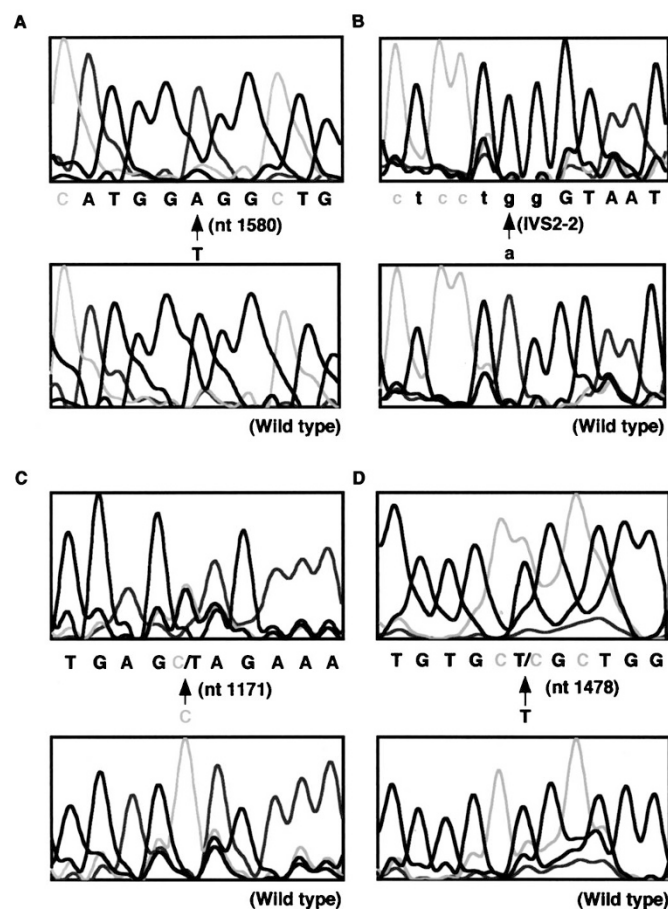 A
B
C A T G G A G G C T G
c t c c t g g G T A A T
(nt 1580)
(IVS2-2)
T
a
(Wild type)
(Wild type)
C
D
T G A G C/T A G A A A
T G T G C T/C G C T G G
(nt 1171)
(nt 1478)
C
T
(Wild type)
(Wild type)